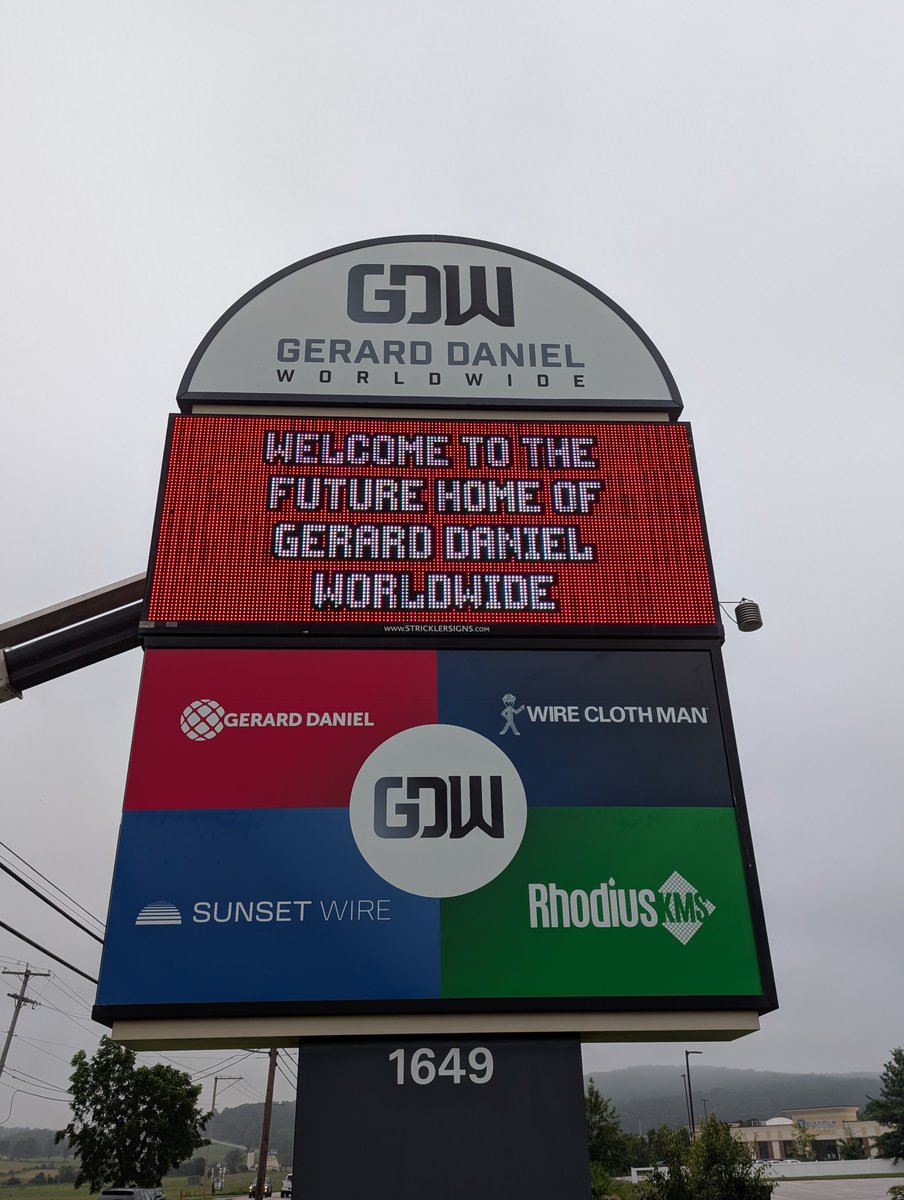 GDW
GERARD DANIEL
WORLDWIDE
WELCOME TO THE
FUTURE HOME OF
GERARD DANIEL
WORLDWIDE
WWW.STRICKLERSIGNS.COM
GERARD DANIEL
WIRE CLOTH MAN
GDW
SUNSET WIRE
Rhodius KMS
1649
PLATINUM